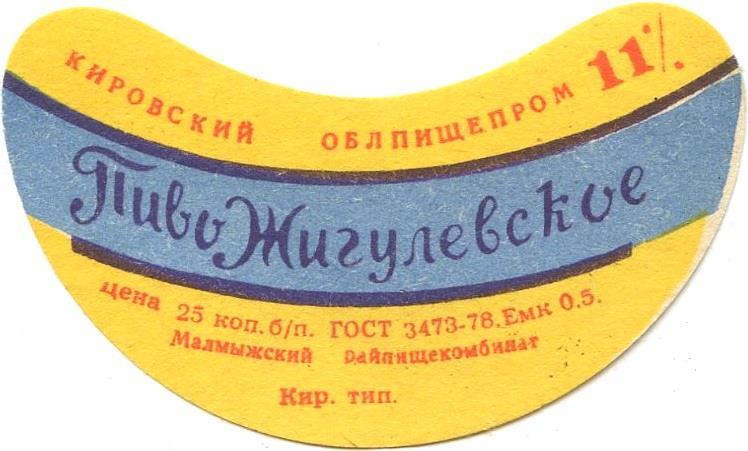 КИРОВСКИЙ ОБЛПИЩЕПРОМ 11%.
Пиво Жигулевское
Цена 25 коп. б/п. ГОСТ 3473-78. Емк 0.5.
Малмыжский райпищекомбинат
Кир. тип.